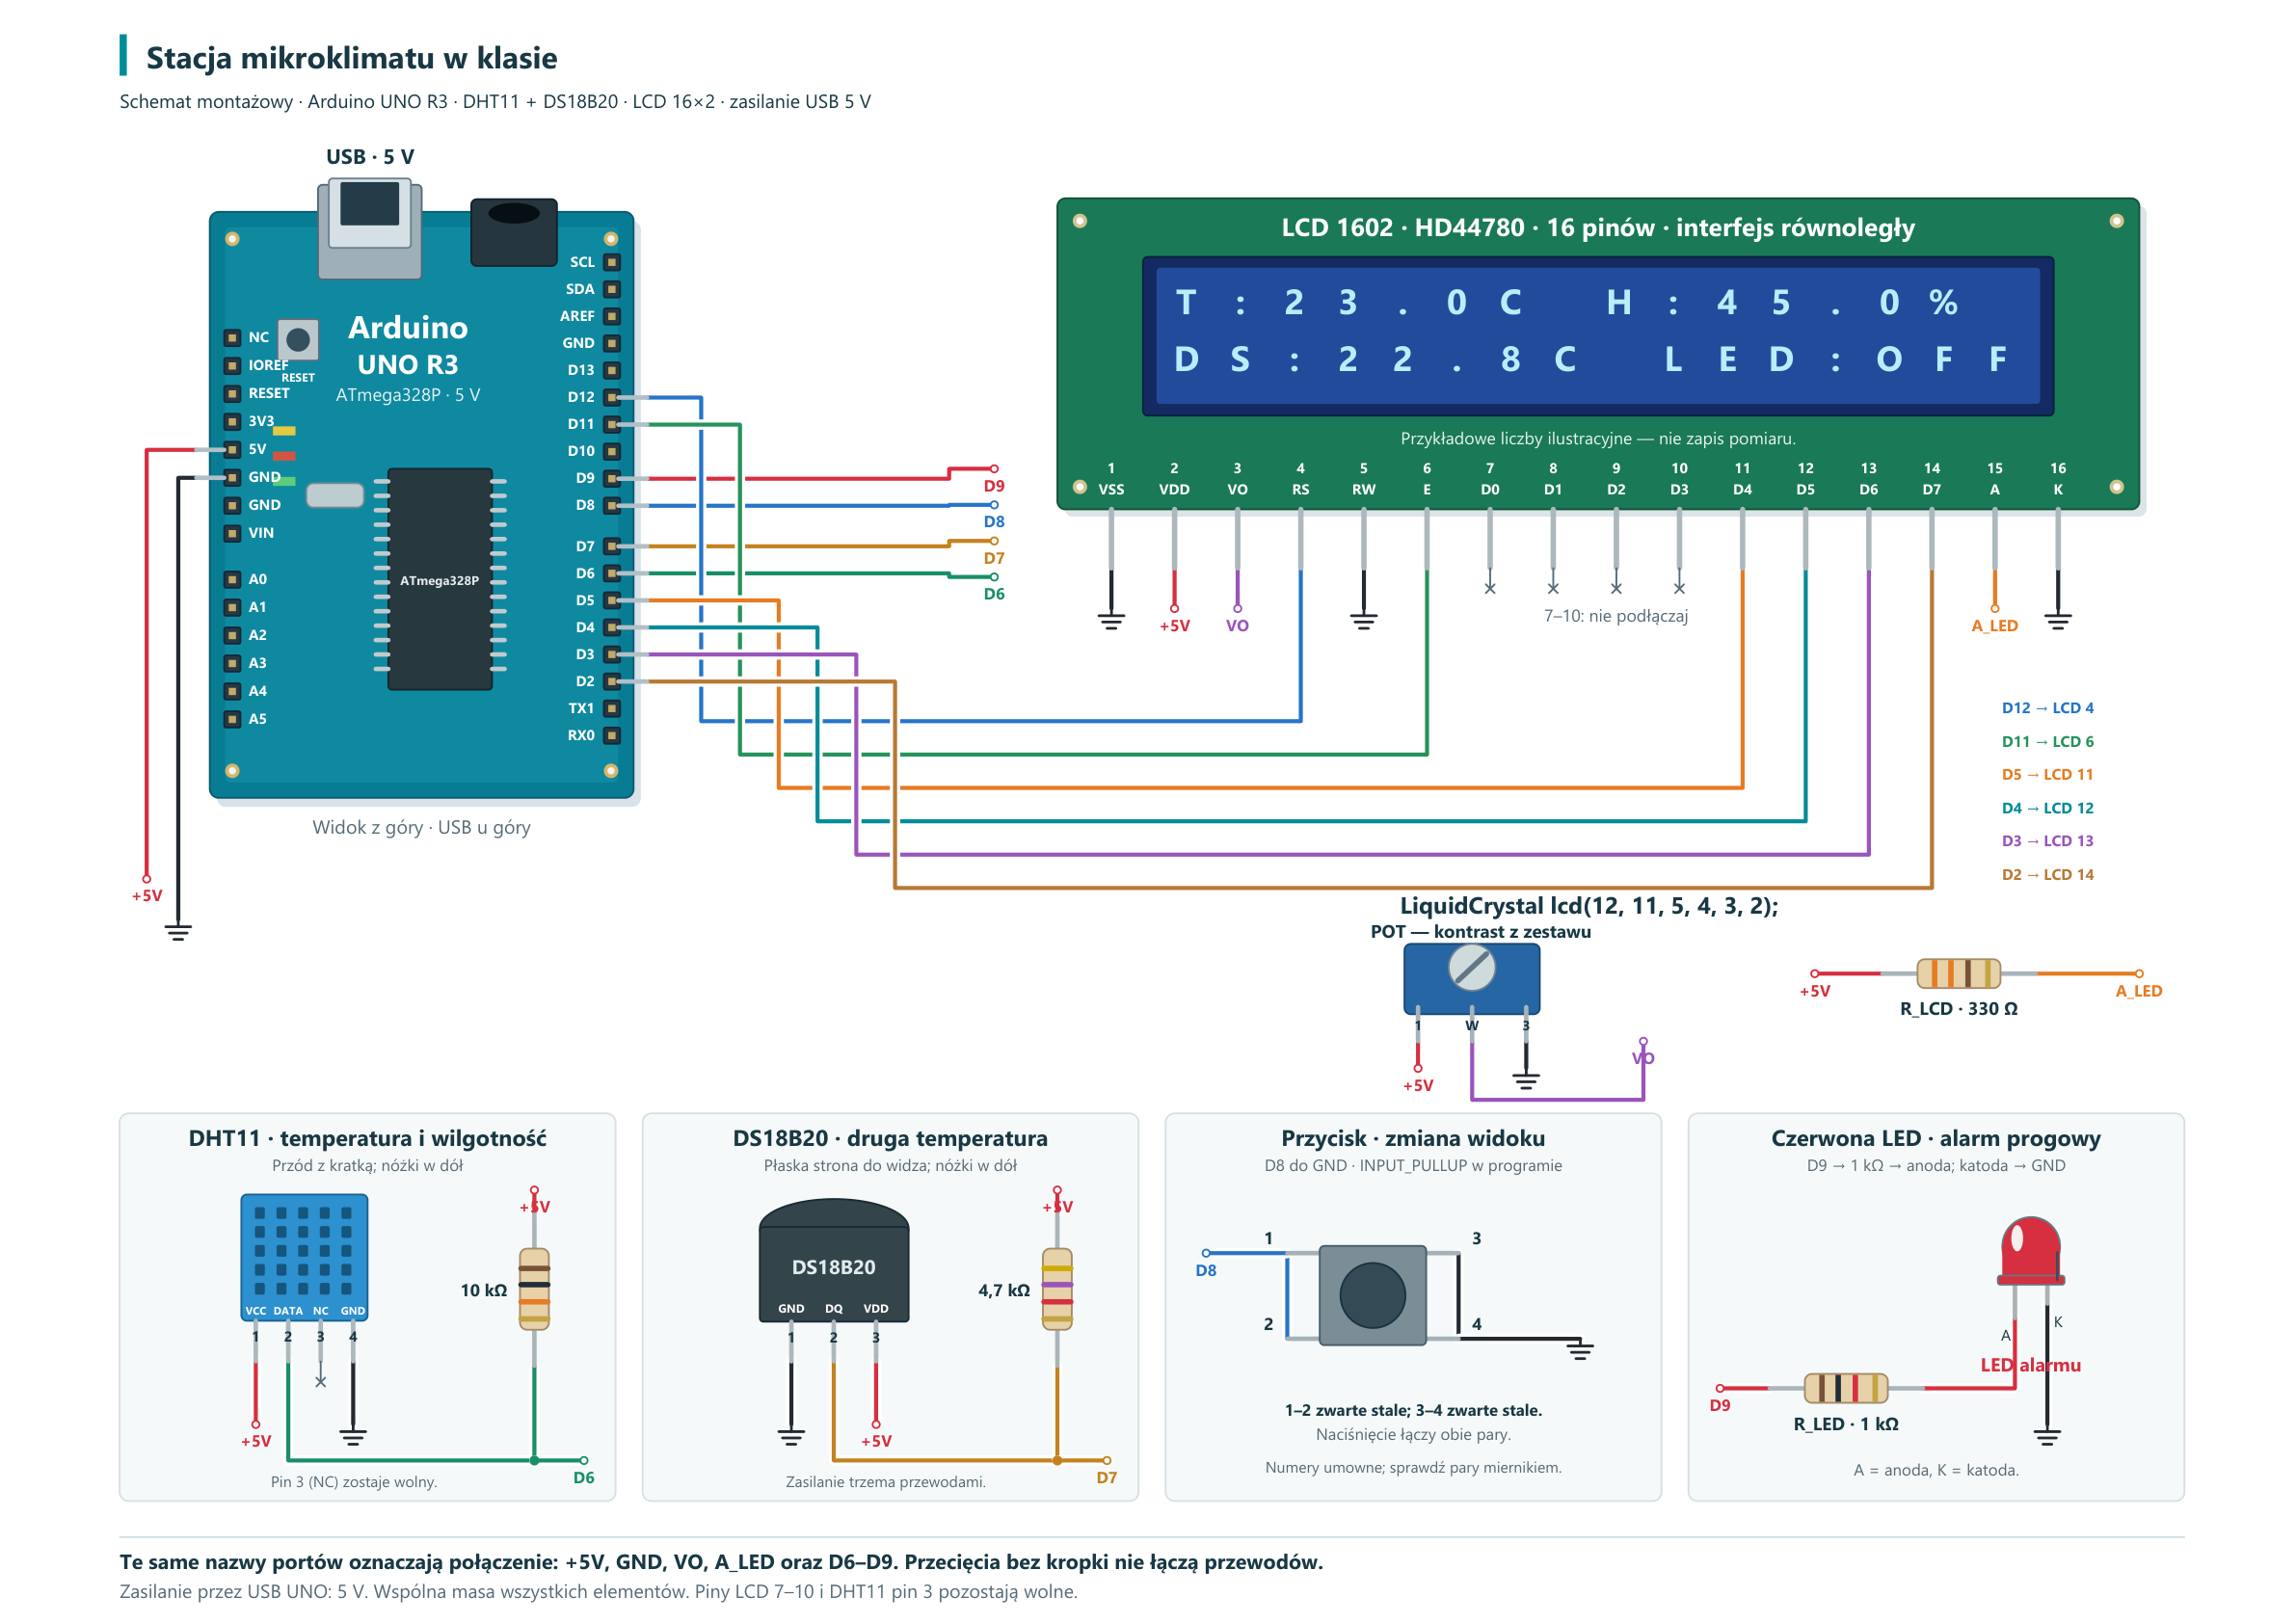 Stacja mikroklimatu w klasie
Schemat montażowy · Arduino UNO R3 · DHT11 + DS18B20 · LCD 16×2 · zasilanie USB 5 V
USB · 5 V
Arduino
UNO R3
ATmega328P · 5 V
RESET
NC
IOREF
RESET
3V3
5V
GND
GND
VIN
A0
A1
A2
A3
A4
A5
ATmega328P
SCL
SDA
AREF
GND
D13
D12
D11
D10
D9
D8
D7
D6
D5
D4
D3
D2
TX1
RX0
Widok z góry · USB u góry
+5V
D9
D8
D7
D6
LCD 1602 · HD44780 · 16 pinów · interfejs równoległy
T:23.0C H:45.0%
DS:22.8C LED:OFF
Przykładowe liczby ilustracyjne — nie zapis pomiaru.
1 2 3 4 5 6 7 8 9 10 11 12 13 14 15 16
VSS VDD VO RS RW E D0 D1 D2 D3 D4 D5 D6 D7 A K
+5V VO
7–10: nie podłączaj
A_LED
D12 → LCD 4
D11 → LCD 6
D5 → LCD 11
D4 → LCD 12
D3 → LCD 13
D2 → LCD 14
LiquidCrystal lcd(12, 11, 5, 4, 3, 2);
POT — kontrast z zestawu
1 W 3
+5V
VO
+5V
R_LCD · 330 Ω
A_LED
DHT11 · temperatura i wilgotność
Przód z kratką; nóżki w dół
+5V
10 kΩ
VCC DATA NC GND
1 2 3 4
+5V
D6
Pin 3 (NC) zostaje wolny.
DS18B20 · druga temperatura
Płaska strona do widza; nóżki w dół
+5V
DS18B20
4,7 kΩ
GND DQ VDD
1 2 3
+5V
D7
Zasilanie trzema przewodami.
Przycisk · zmiana widoku
D8 do GND · INPUT_PULLUP w programie
1 3
D8
2 4
1–2 zwarte stale; 3–4 zwarte stale.
Naciśnięcie łączy obie pary.
Numery umowne; sprawdź pary miernikiem.
Czerwona LED · alarm progowy
D9 → 1 kΩ → anoda; katoda → GND
A K
LED alarmu
D9
R_LED · 1 kΩ
A = anoda, K = katoda.
Te same nazwy portów oznaczają połączenie: +5V, GND, VO, A_LED oraz D6–D9. Przecięcia bez kropki nie łączą przewodów.
Zasilanie przez USB UNO: 5 V. Wspólna masa wszystkich elementów. Piny LCD 7–10 i DHT11 pin 3 pozostają wolne.